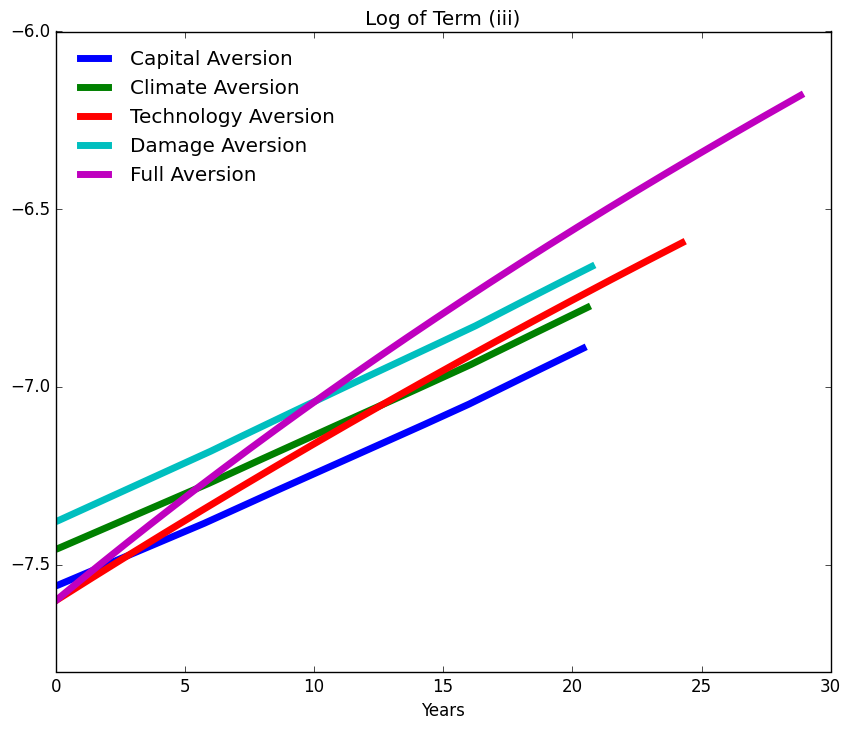 Log of Term (iii)
−6.0
Capital Aversion
Climate Aversion
Technology Aversion
Damage Aversion
Full Aversion
−6.5
−7.0
−7.5
0 5 10 15 20 25 30
Years